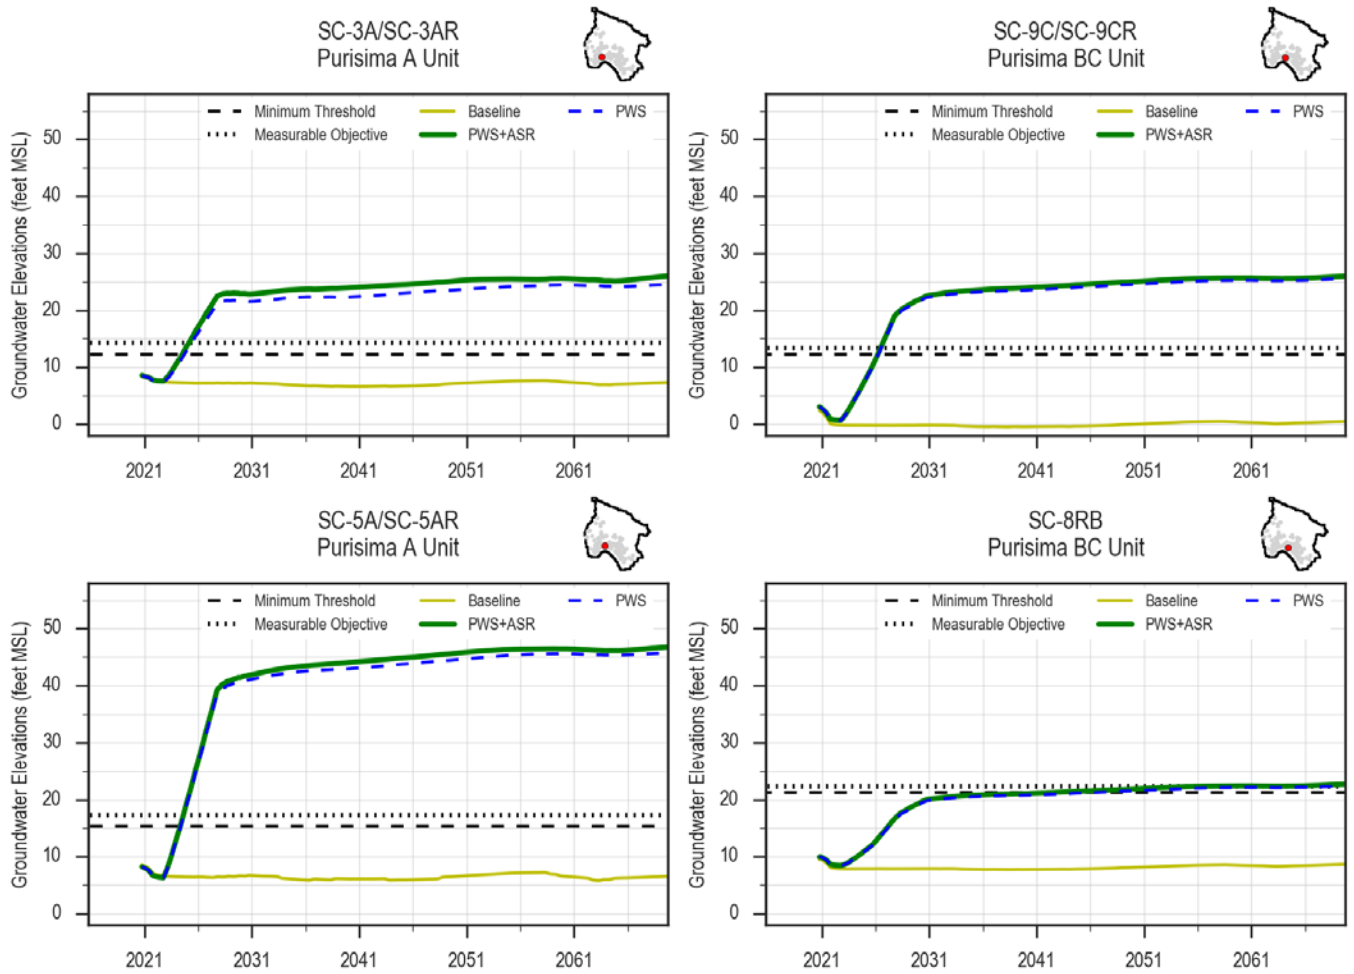 SC-3A/SC-3AR
Purisima A Unit
Minimum Threshold
Baseline
PWS
Measurable Objective
PWS+ASR
Groundwater Elevations (feet MSL)
50
40
30
20
10
0
2021 2031 2041 2051 2061
SC-9C/SC-9CR
Purisima BC Unit
Minimum Threshold
Baseline
PWS
Measurable Objective
PWS+ASR
Groundwater Elevations (feet MSL)
50
40
30
20
10
0
2021 2031 2041 2051 2061
SC-5A/SC-5AR
Purisima A Unit
Minimum Threshold
Baseline
PWS
Measurable Objective
PWS+ASR
Groundwater Elevations (feet MSL)
50
40
30
20
10
0
2021 2031 2041 2051 2061
SC-8RB
Purisima BC Unit
Minimum Threshold
Baseline
PWS
Measurable Objective
PWS+ASR
Groundwater Elevations (feet MSL)
50
40
30
20
10
0
2021 2031 2041 2051 2061